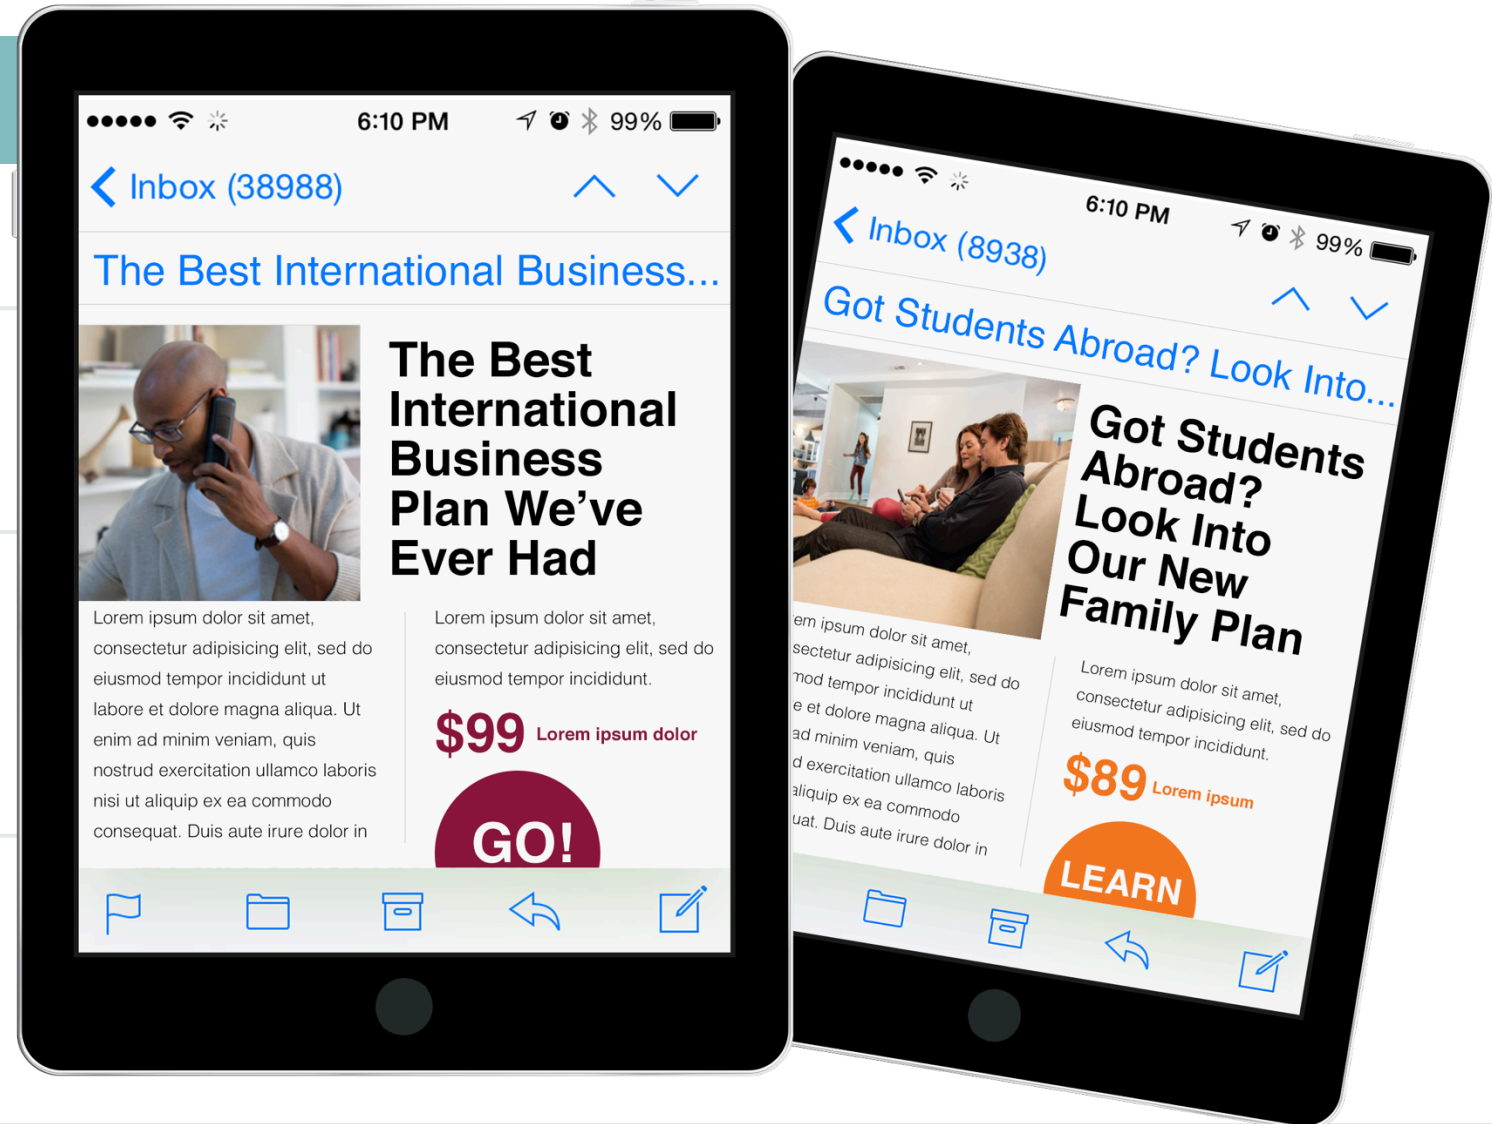 6:10 PM
99%
Inbox (38988)
The Best International Business...
The Best
International
Business
Plan We've
Ever Had
Lorem ipsum dolor sit amet,
consectetur adipisicing elit, sed do
eiusmod tempor incididunt ut
labore et dolore magna aliqua. Ut
enim ad minim veniam, quis
nostrud exercitation ullamco laboris
nisi ut aliquip ex ea commodo
consequat. Duis aute irure dolor in
Lorem ipsum dolor sit amet,
consectetur adipisicing elit, sed do
eiusmod tempor incididunt.
$99 Lorem ipsum dolor
GO!
6:10 PM
99%
Inbox (8938)
Got Students Abroad? Look Into...
Got Students
Abroad?
Look Into
Our New
Family Plan
em ipsum dolor sit amet,
sectetur adipisicing elit, sed do
mod tempor incididunt ut
e et dolore magna aliqua. Ut
ad minim veniam, quis
d exercitation ullamco laboris
aliquip ex ea commodo
uat. Duis aute irure dolor in
Lorem ipsum dolor sit amet,
consectetur adipisicing elit, sed do
eiusmod tempor incididunt.
$89 Lorem ipsum
LEARN